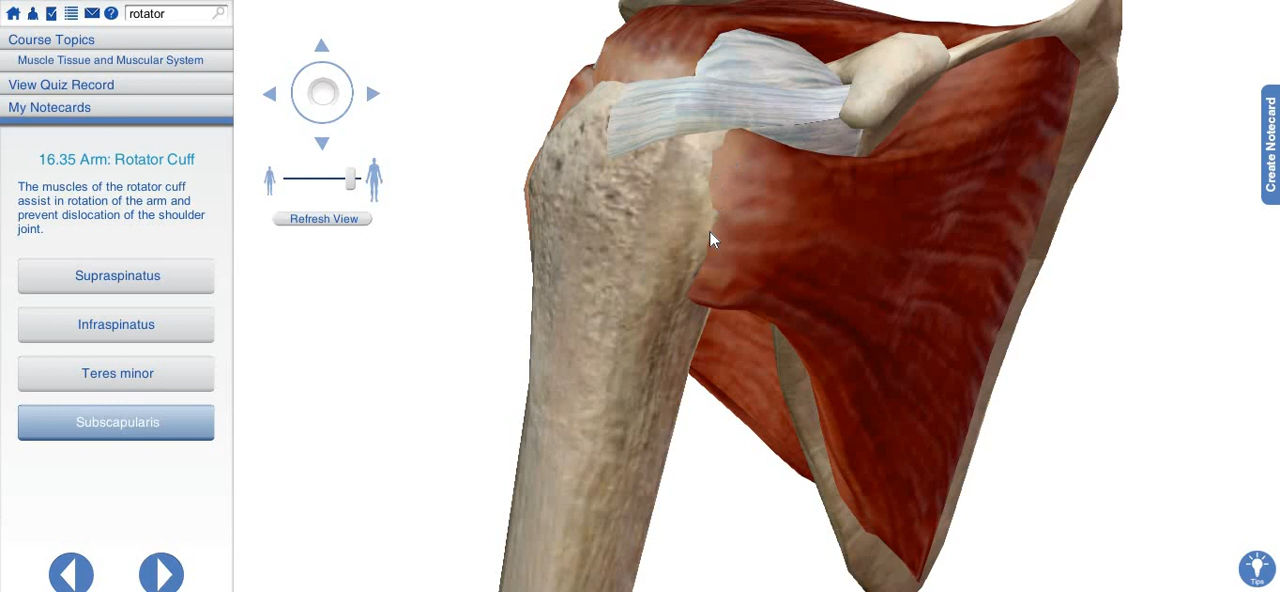 rotator
Course Topics
Muscle Tissue and Muscular System
View Quiz Record
My Notecards
16.35 Arm: Rotator Cuff
The muscles of the rotator cuff
assist in rotation of the arm and
prevent dislocation of the shoulder
joint.
Supraspinatus
Infraspinatus
Teres minor
Subscapularis
Refresh View
Create Notecard
Tips